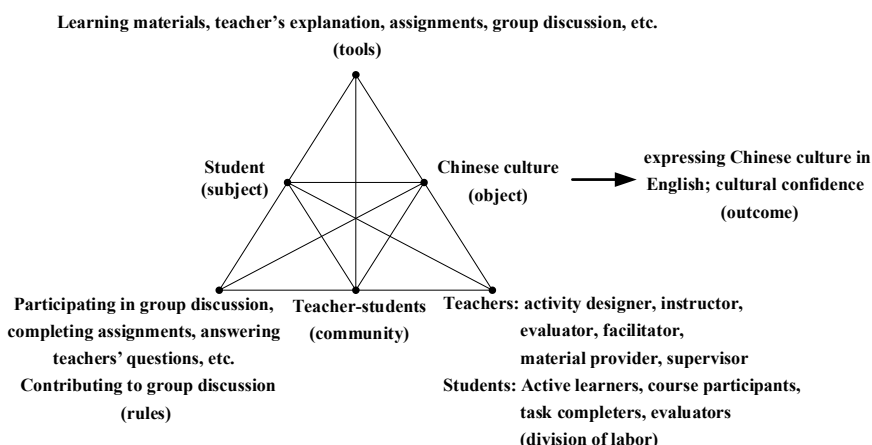 Learning materials, teacher’s explanation, assignments, group discussion, etc.
(tools)
Student
(subject)
Chinese culture
(object)
expressing Chinese culture in
English; cultural confidence
(outcome)
Participating in group discussion,
completing assignments, answering
teachers’ questions, etc.
Contributing to group discussion
(rules)
Teacher-students
(community)
Teachers: activity designer, instructor,
evaluator, facilitator,
material provider, supervisor
Students: Active learners, course participants,
task completers, evaluators
(division of labor)